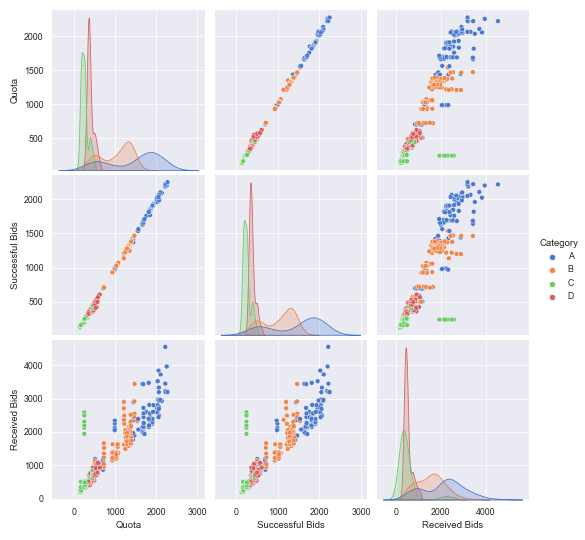 2000
1500
1000
500
Quota
2000
1500
1000
500
Successful Bids
Category
A
B
C
D
4000
3000
2000
1000
0
Received Bids
0 1000 2000 3000
0 1000 2000 3000
0 2000 4000
Quota
Successful Bids
Received Bids